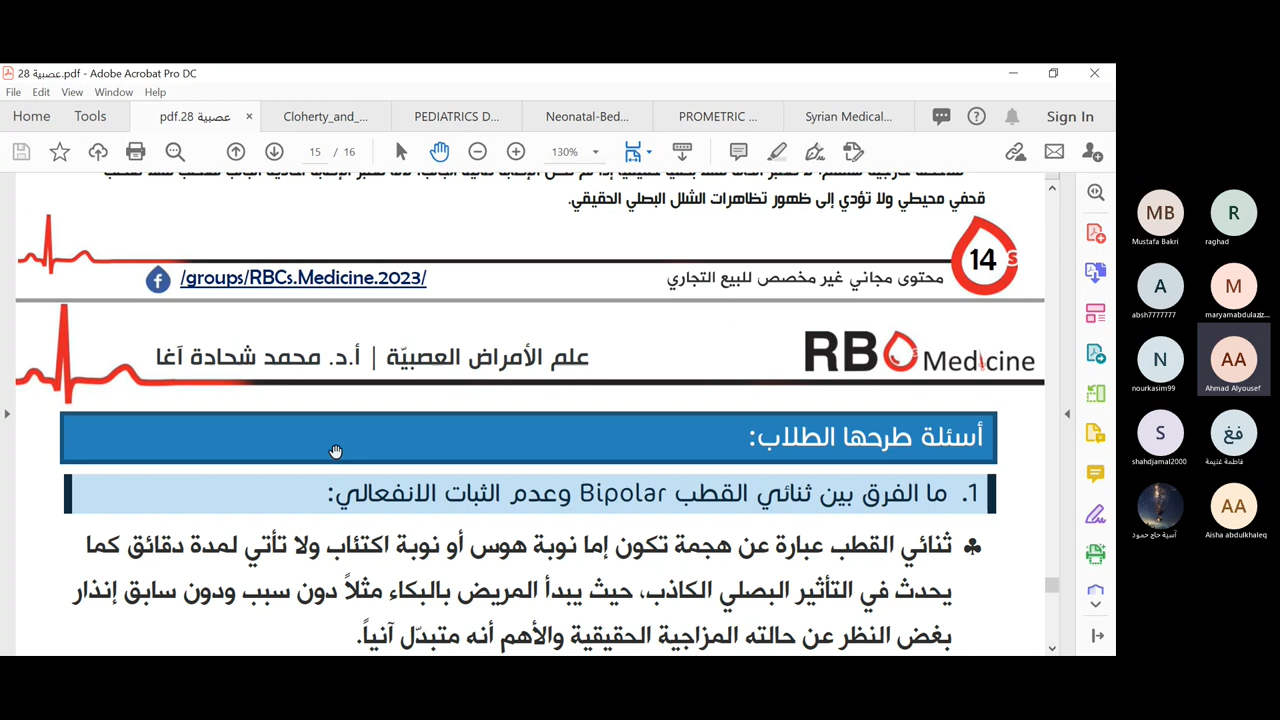 عصبية 28.pdf - Adobe Acrobat Pro DC
File Edit View Window Help
Home Tools عصبية 28.pdf × Cloherty_and_... PEDIATRICS D... Neonatal-Bed... PROMETRIC ... Syrian Medical... Sign In
15 / 16 130%
قحفي محيطي ولا تؤدي إلى ظهور تظاهرات الشلل البصلي الحقيقي.
14
محتوى مجاني غير مخصص للبيع التجاري
/groups/RBCs.Medicine.2023/
RB Medicine
علم الأمراض العصبيّة | أ.د. محمد شحادة آغا
أسئلة طرحها الطلاب:
1. ما الفرق بين ثنائي القطب Bipolar وعدم الثبات الانفعالي:
♣ ثنائي القطب عبارة عن هجمة تكون إما نوبة هوس أو نوبة اكتئاب ولا تأتي لمدة دقائق كما
يحدث في التأثير البصلي الكاذب، حيث يبدأ المريض بالبكاء مثلاً دون سبب ودون سابق إنذار
بغض النظر عن حالته المزاجية الحقيقية والأهم أنه متبدّل آنياً.
MB R
Mustafa Bakri raghad
A M
absh7777777 maryamabdulaziz...
N AA
nourkasim99 Ahmad Alyousef
S فغ
shahdjamal2000 فاطمة غنيمة
AA
آسية حاج حمود Aisha abdulkhaleq